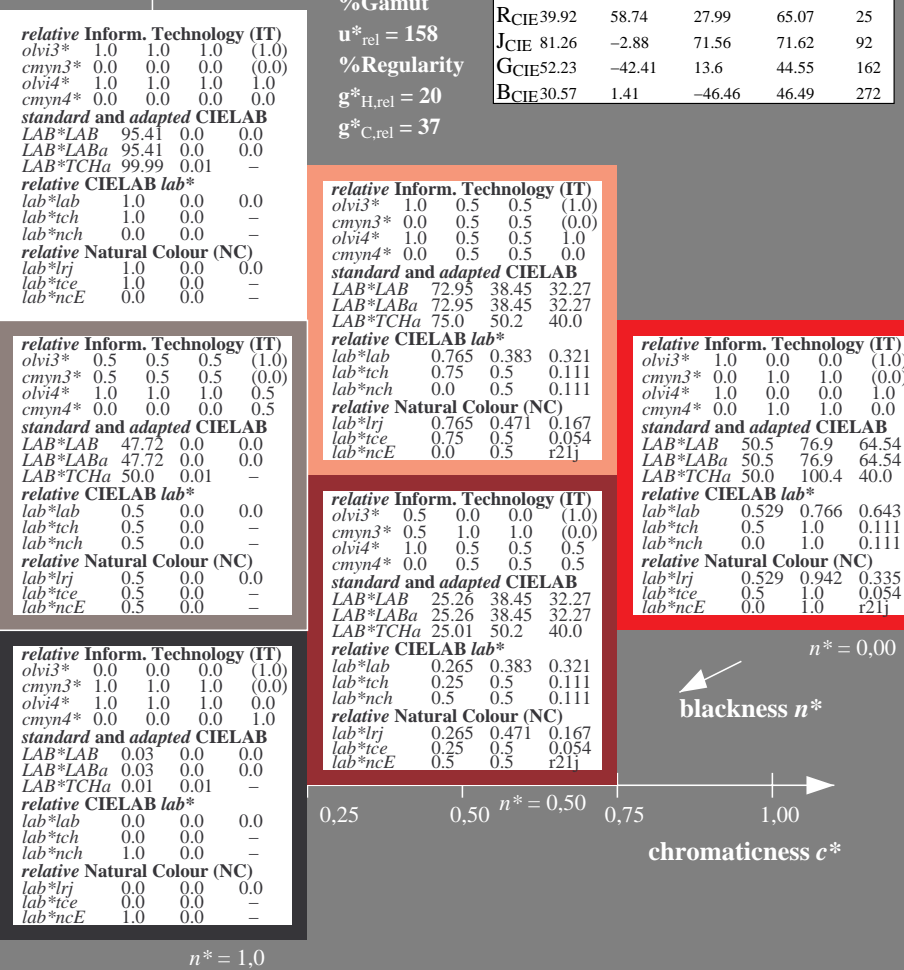 %Gamut
u*rel = 158
%Regularity
g*H,rel = 20
g*C,rel = 37
RCIE 39.92 58.74 27.99 65.07 25
JCIE 81.26 −2.88 71.56 71.62 92
GCIE 52.23 −42.41 13.6 44.55 162
BCIE 30.57 1.41 −46.46 46.49 272
relative Inform. Technology (IT)
olvi3* 1.0 1.0 1.0 (1.0)
cmyn3* 0.0 0.0 0.0 (0.0)
olvi4* 1.0 1.0 1.0 1.0
cmyn4* 0.0 0.0 0.0 0.0
standard and adapted CIELAB
LAB*LAB 95.41 0.0 0.0
LAB*LABa 95.41 0.0 0.0
LAB*TCHa 99.99 0.01 –
relative CIELAB lab*
lab*lab 1.0 0.0 0.0
lab*tch 1.0 0.0 –
lab*nch 0.0 0.0 –
relative Natural Colour (NC)
lab*lrj 1.0 0.0 0.0
lab*tce 1.0 0.0 –
lab*ncE 0.0 0.0 –
relative Inform. Technology (IT)
olvi3* 1.0 0.5 0.5 (1.0)
cmyn3* 0.0 0.5 0.5 (0.0)
olvi4* 1.0 0.5 0.5 1.0
cmyn4* 0.0 0.5 0.5 0.0
standard and adapted CIELAB
LAB*LAB 72.95 38.45 32.27
LAB*LABa 72.95 38.45 32.27
LAB*TCHa 75.0 50.2 40.0
relative CIELAB lab*
lab*lab 0.765 0.383 0.321
lab*tch 0.75 0.5 0.111
lab*nch 0.0 0.5 0.111
relative Natural Colour (NC)
lab*lrj 0.765 0.471 0.167
lab*tce 0.75 0.5 0.054
lab*ncE 0.0 0.5 r21j
relative Inform. Technology (IT)
olvi3* 0.5 0.5 0.5 (1.0)
cmyn3* 0.5 0.5 0.5 (0.0)
olvi4* 1.0 1.0 1.0 0.5
cmyn4* 0.0 0.0 0.0 0.5
standard and adapted CIELAB
LAB*LAB 47.72 0.0 0.0
LAB*LABa 47.72 0.0 0.0
LAB*TCHa 50.0 0.01 –
relative CIELAB lab*
lab*lab 0.5 0.0 0.0
lab*tch 0.5 0.0 –
lab*nch 0.5 0.0 –
relative Natural Colour (NC)
lab*lrj 0.5 0.0 0.0
lab*tce 0.5 0.0 –
lab*ncE 0.5 0.0 –
relative Inform. Technology (IT)
olvi3* 1.0 0.0 0.0 (1.0)
cmyn3* 0.0 1.0 1.0 (0.0)
olvi4* 1.0 0.0 0.0 1.0
cmyn4* 0.0 1.0 1.0 0.0
standard and adapted CIELAB
LAB*LAB 50.5 76.9 64.54
LAB*LABa 50.5 76.9 64.54
LAB*TCHa 50.0 100.4 40.0
relative CIELAB lab*
lab*lab 0.529 0.766 0.643
lab*tch 0.5 1.0 0.111
lab*nch 0.0 1.0 0.111
relative Natural Colour (NC)
lab*lrj 0.529 0.942 0.335
lab*tce 0.5 1.0 0.054
lab*ncE 0.0 1.0 r21j
relative Inform. Technology (IT)
olvi3* 0.5 0.0 0.0 (1.0)
cmyn3* 0.5 1.0 1.0 (0.0)
olvi4* 1.0 0.5 0.5 0.5
cmyn4* 0.0 0.5 0.5 0.5
standard and adapted CIELAB
LAB*LAB 25.26 38.45 32.27
LAB*LABa 25.26 38.45 32.27
LAB*TCHa 25.01 50.2 40.0
relative CIELAB lab*
lab*lab 0.265 0.383 0.321
lab*tch 0.25 0.5 0.111
lab*nch 0.5 0.5 0.111
relative Natural Colour (NC)
lab*lrj 0.265 0.471 0.167
lab*tce 0.25 0.5 0.054
lab*ncE 0.5 0.5 r21j
relative Inform. Technology (IT)
olvi3* 0.0 0.0 0.0 (1.0)
cmyn3* 1.0 1.0 1.0 (0.0)
olvi4* 1.0 1.0 1.0 0.0
cmyn4* 0.0 0.0 0.0 1.0
standard and adapted CIELAB
LAB*LAB 0.03 0.0 0.0
LAB*LABa 0.03 0.0 0.0
LAB*TCHa 0.01 0.01 –
relative CIELAB lab*
lab*lab 0.0 0.0 0.0
lab*tch 0.0 0.0 –
lab*nch 1.0 0.0 –
relative Natural Colour (NC)
lab*lrj 0.0 0.0 0.0
lab*tce 0.0 0.0 –
lab*ncE 1.0 0.0 –
n* = 0,00
blackness n*
0,25 0,50 n* = 0,50 0,75 1,00
chromaticness c*
n* = 1,0